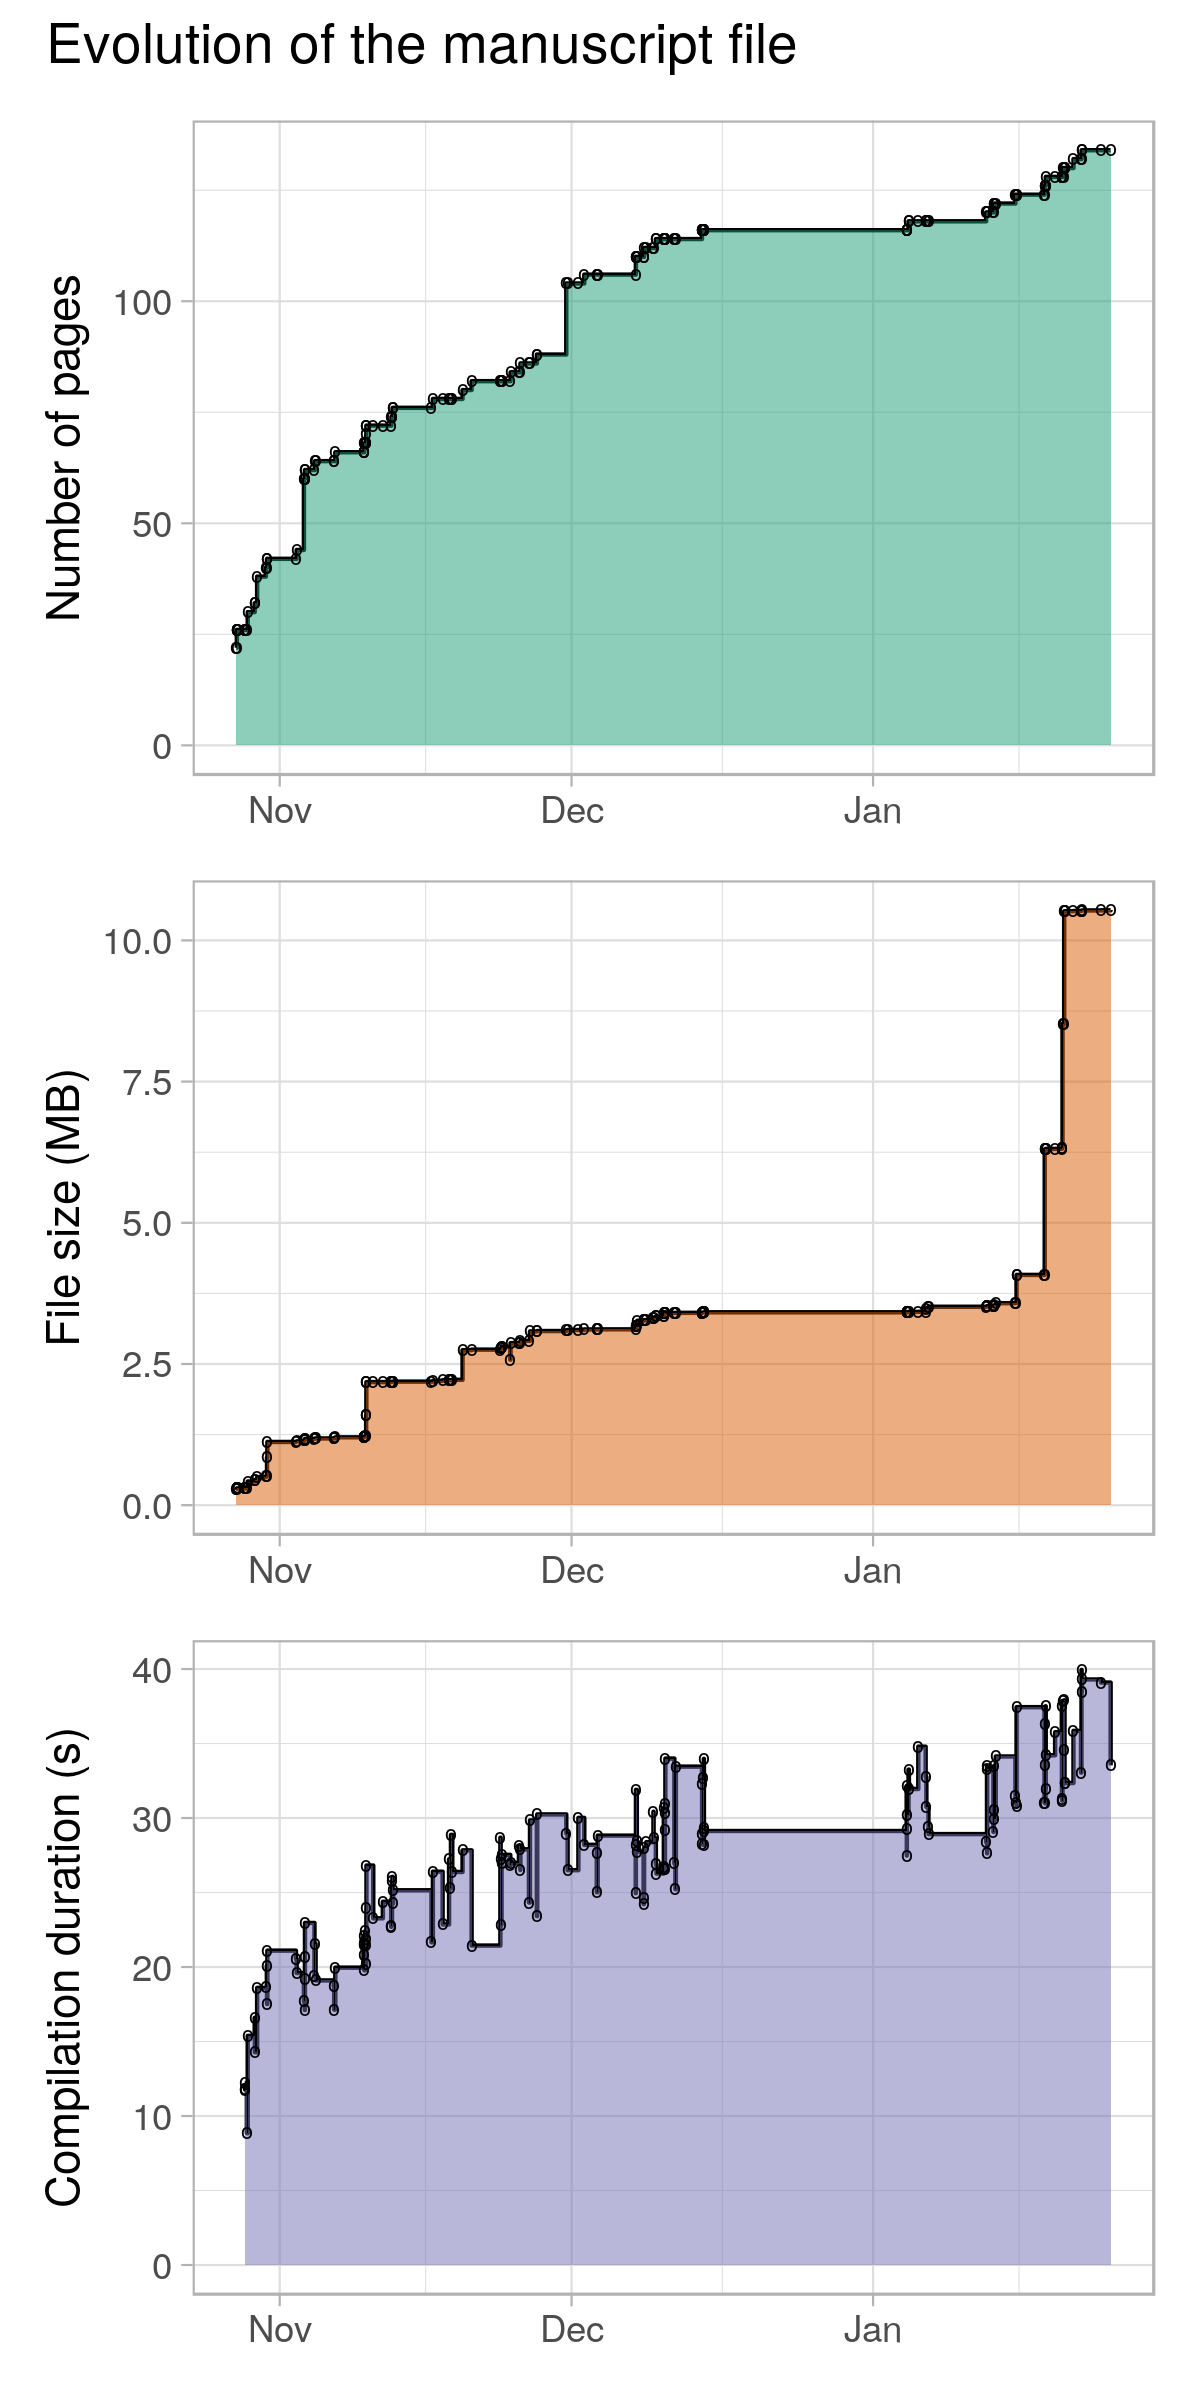 Evolution of the manuscript file
Number of pages
100
50
0
Nov Dec Jan
File size (MB)
10.0
7.5
5.0
2.5
0.0
Nov Dec Jan
Compilation duration (s)
40
30
20
10
0
Nov Dec Jan